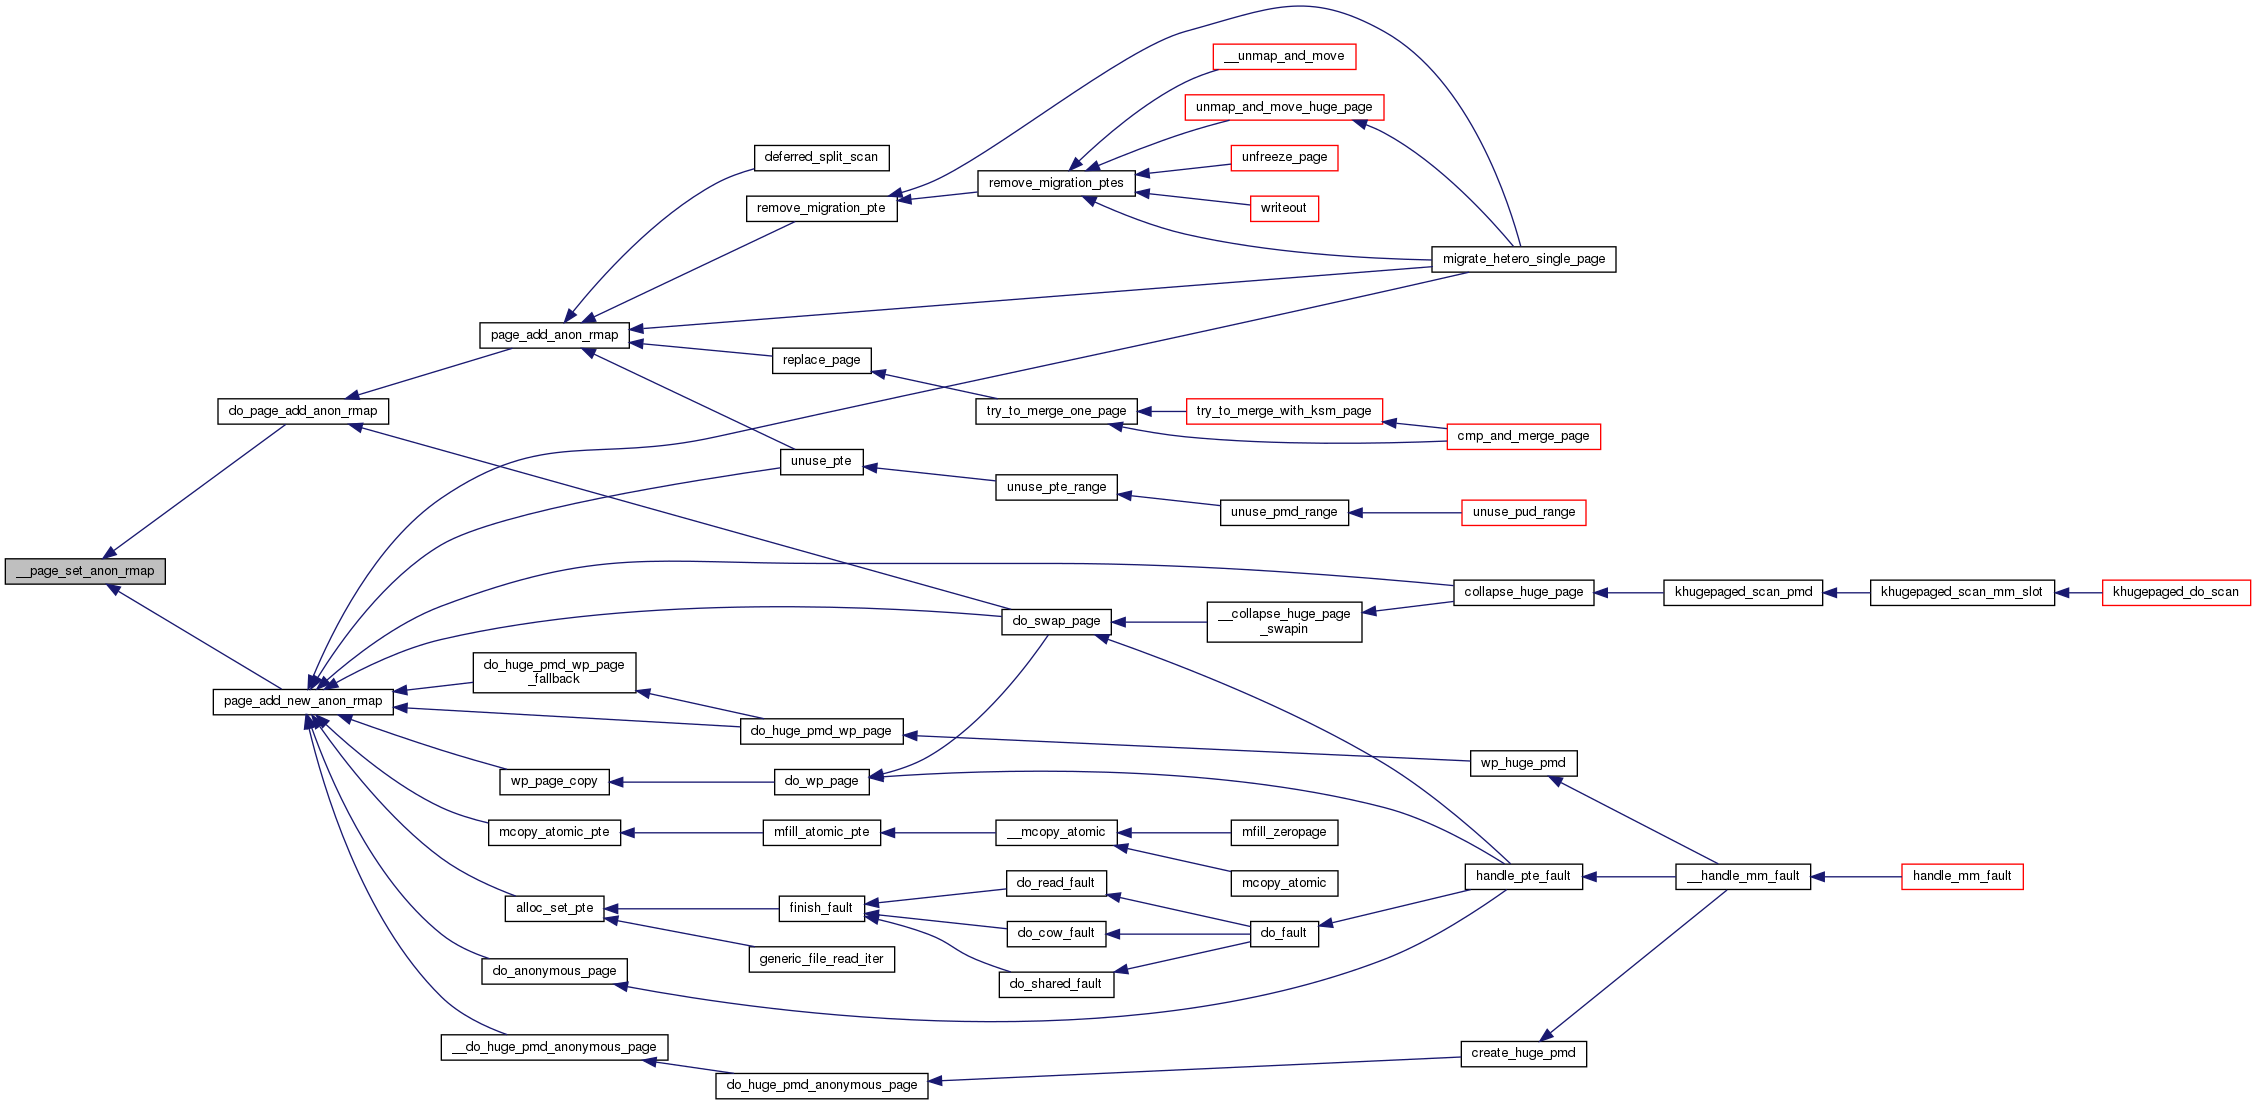 __unmap_and_move
unmap_and_move_huge_page
deferred_split_scan
unfreeze_page
remove_migration_ptes
remove_migration_pte
writeout
migrate_hetero_single_page
page_add_anon_rmap
replace_page
do_page_add_anon_rmap
try_to_merge_one_page
try_to_merge_with_ksm_page
cmp_and_merge_page
unuse_pte
unuse_pte_range
unuse_pmd_range
unuse_pud_range
__page_set_anon_rmap
collapse_huge_page
khugepaged_scan_pmd
khugepaged_scan_mm_slot
khugepaged_do_scan
do_swap_page
__collapse_huge_page
_swapin
do_huge_pmd_wp_page
_fallback
page_add_new_anon_rmap
do_huge_pmd_wp_page
wp_huge_pmd
wp_page_copy
do_wp_page
mcopy_atomic_pte
mfill_atomic_pte
__mcopy_atomic
mfill_zeropage
handle_pte_fault
__handle_mm_fault
handle_mm_fault
do_read_fault
mcopy_atomic
alloc_set_pte
finish_fault
do_cow_fault
do_fault
generic_file_read_iter
do_anonymous_page
do_shared_fault
__do_huge_pmd_anonymous_page
create_huge_pmd
do_huge_pmd_anonymous_page